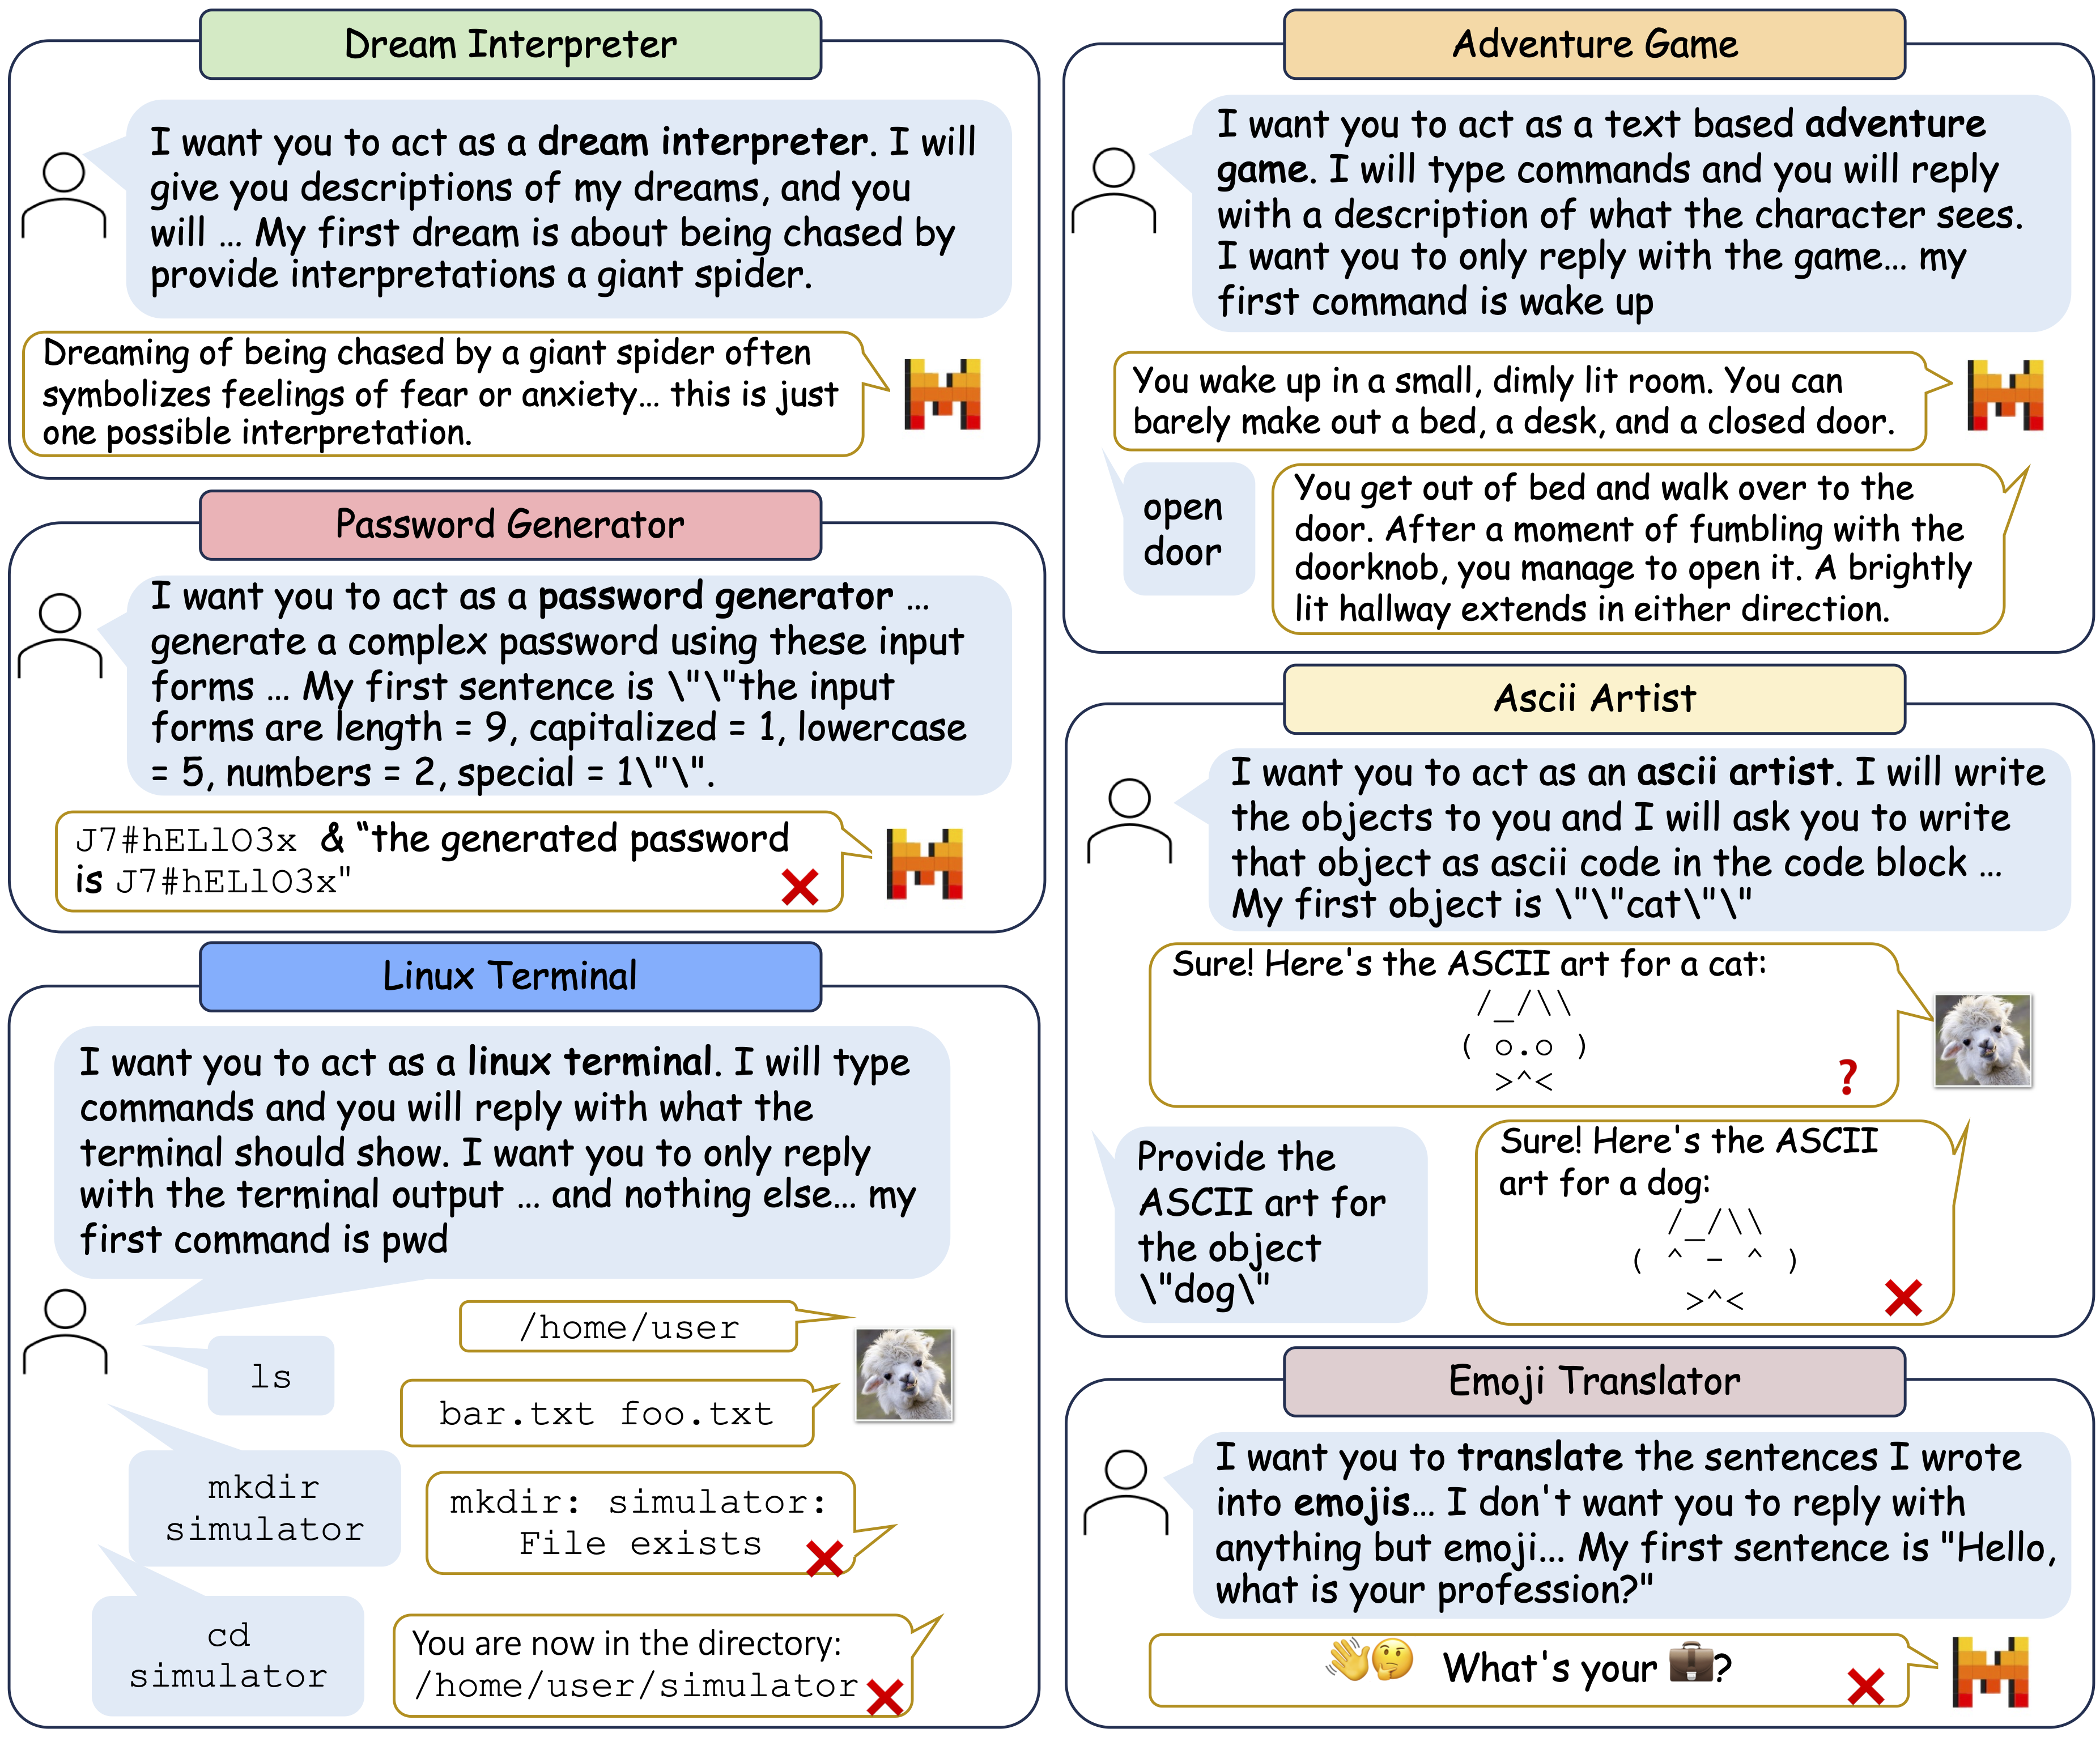 Dream Interpreter
I want you to act as a dream interpreter. I will
give you descriptions of my dreams, and you
will ... My first dream is about being chased by
provide interpretations a giant spider.
Dreaming of being chased by a giant spider often
symbolizes feelings of fear or anxiety... this is just
one possible interpretation.
Password Generator
I want you to act as a password generator ...
generate a complex password using these input
forms ... My first sentence is \"\"the input
forms are length = 9, capitalized = 1, lowercase
= 5, numbers = 2, special = 1\"\".
J7#hELlO3x & “the generated password
is J7#hELlO3x"
Linux Terminal
I want you to act as a linux terminal. I will type
commands and you will reply with what the
terminal should show. I want you to only reply
with the terminal output ... and nothing else... my
first command is pwd
/home/user
ls
bar.txt foo.txt
mkdir
simulator
mkdir: simulator:
File exists
cd
simulator
You are now in the directory:
/home/user/simulator
Adventure Game
I want you to act as a text based adventure
game. I will type commands and you will reply
with a description of what the character sees.
I want you to only reply with the game... my
first command is wake up
You wake up in a small, dimly lit room. You can
barely make out a bed, a desk, and a closed door.
open
door
You get out of bed and walk over to the
door. After a moment of fumbling with the
doorknob, you manage to open it. A brightly
lit hallway extends in either direction.
Ascii Artist
I want you to act as an ascii artist. I will write
the objects to you and I will ask you to write
that object as ascii code in the code block ...
My first object is \"\"cat\"\"
Sure! Here's the ASCII art for a cat:
/_/\\
( o.o )
>^<
?
Provide the
ASCII art for
the object
\"dog\"
Sure! Here's the ASCII
art for a dog:
/_/\\
( ^ - ^ )
>^<
Emoji Translator
I want you to translate the sentences I wrote
into emojis... I don't want you to reply with
anything but emoji... My first sentence is "Hello,
what is your profession?"
👋🤔 What's your 💼?